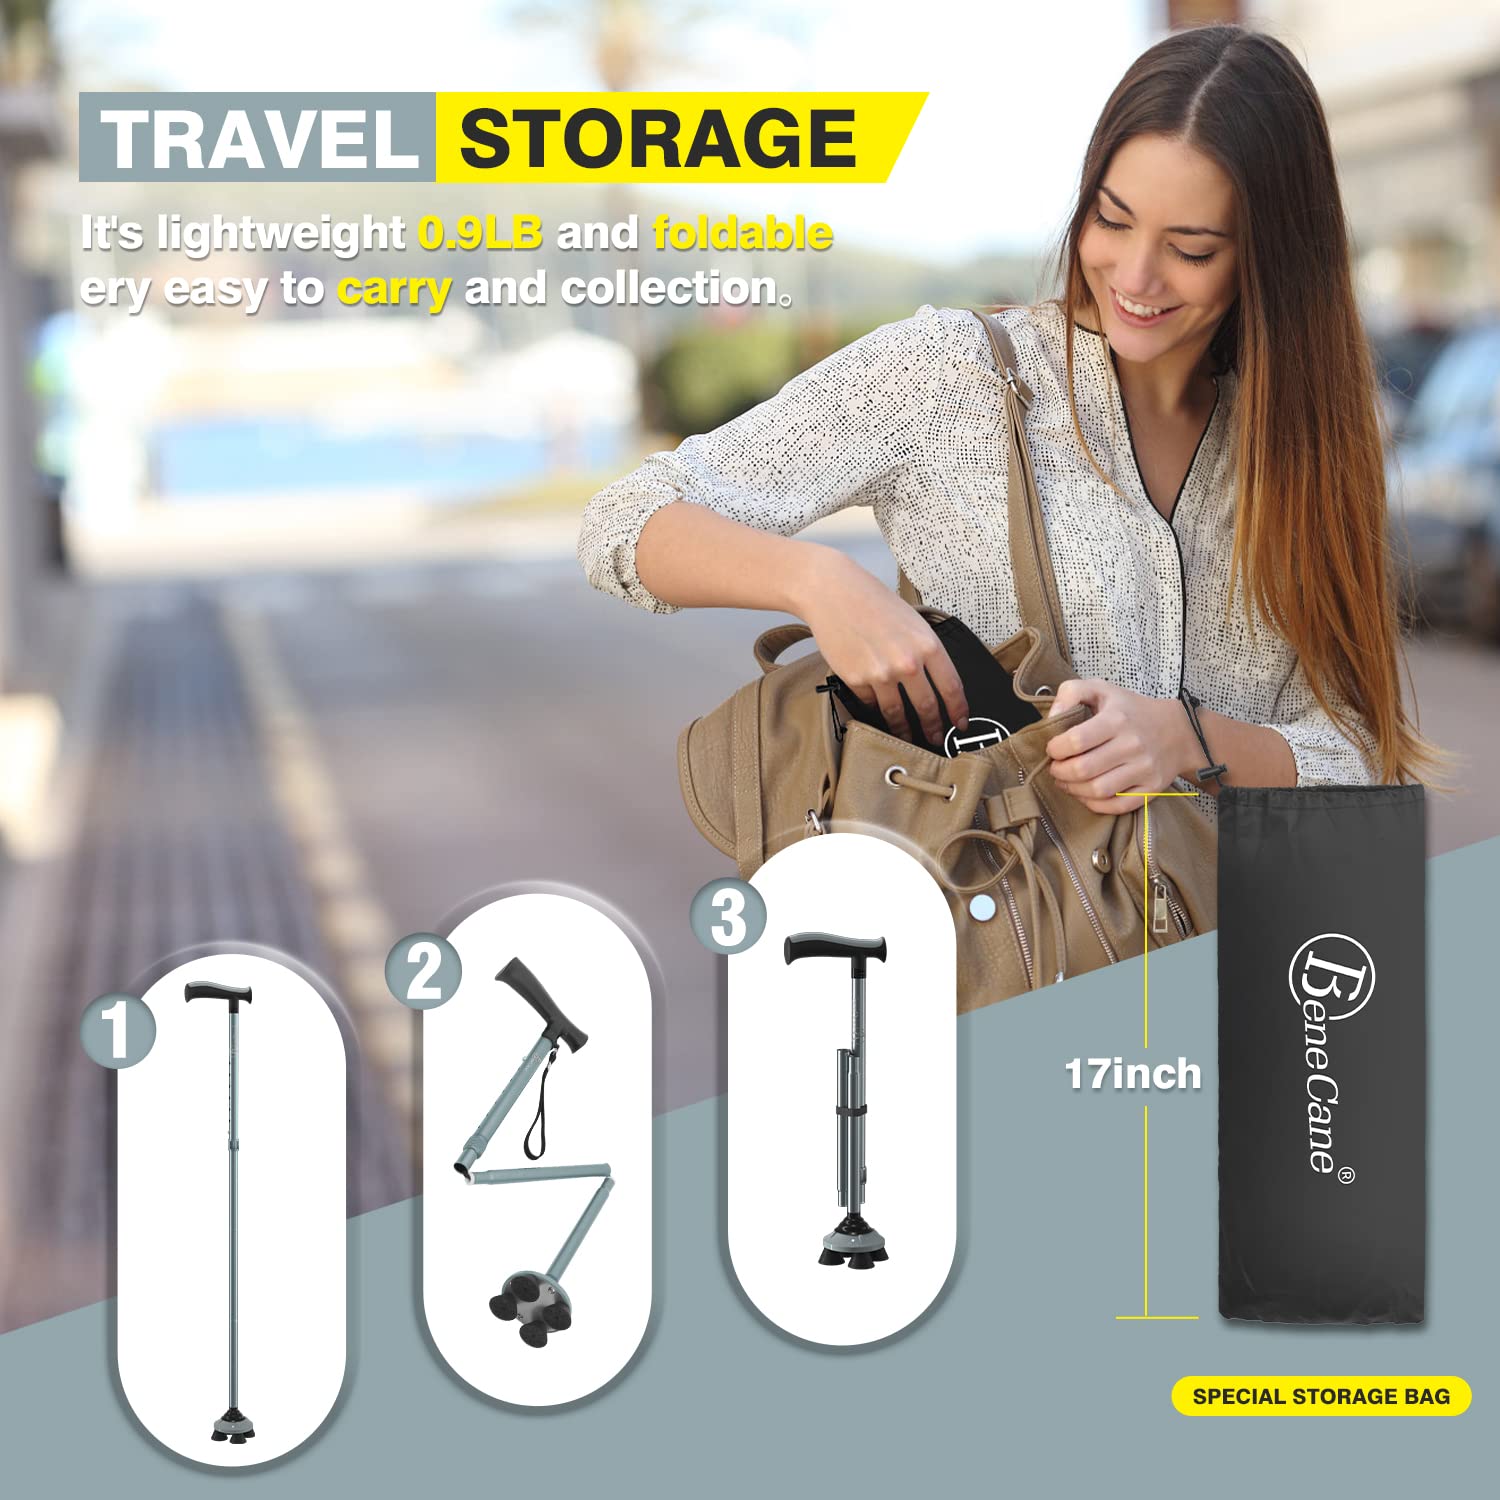 TRAVEL STORAGE
It's lightweight 0.9LB and foldable
ery easy to carry and collection。
1
2
3
17inch
BeneCane®
SPECIAL STORAGE BAG